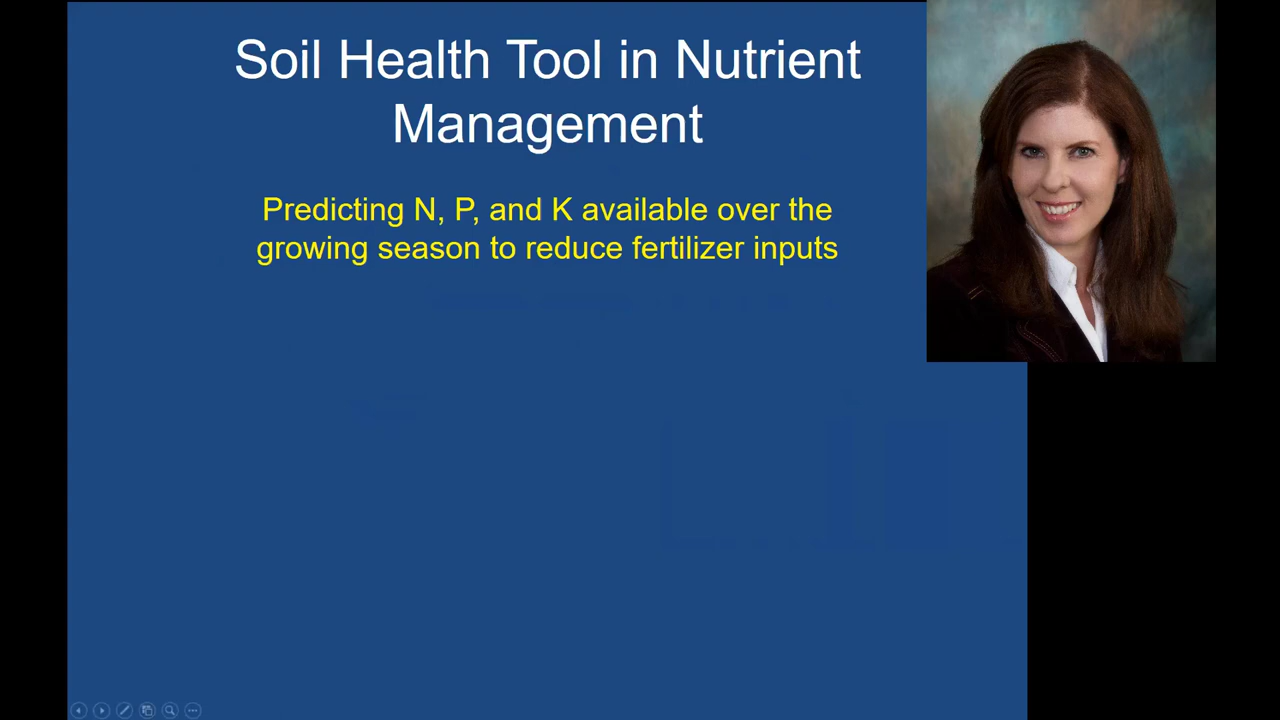 Soil Health Tool in Nutrient
Management
Predicting N, P, and K available over the
growing season to reduce fertilizer inputs